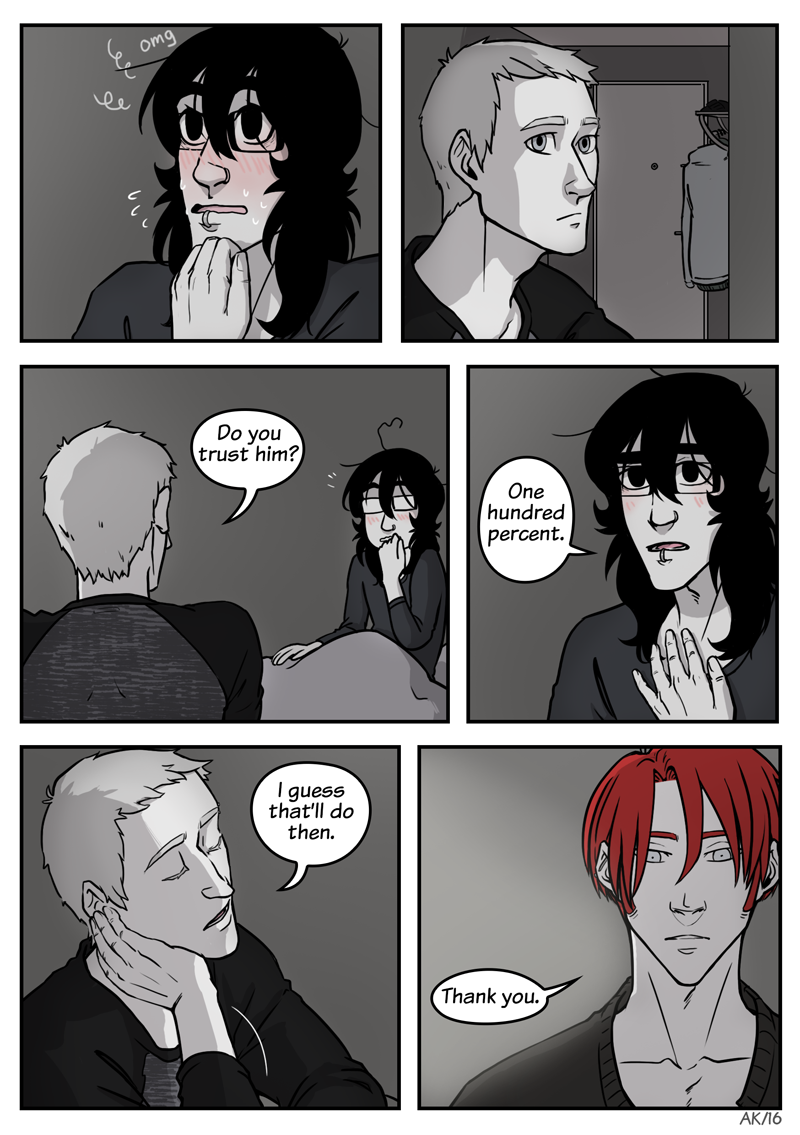 omg
Do you
trust him?
One
hundred
percent.
I guess
that'll do
then.
Thank you.
AK/16